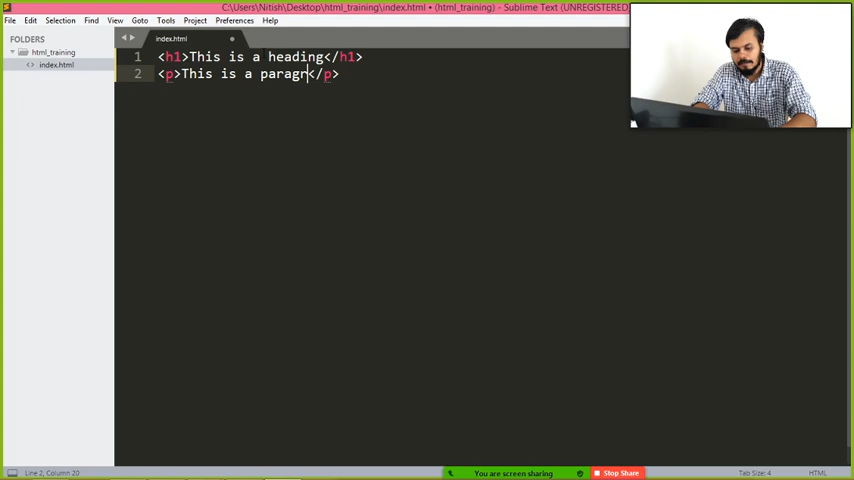 C:\Users\Nitish\Desktop\html_training\index.html • (html_training) - Sublime Text (UNREGISTERED)
File Edit Selection Find View Goto Tools Project Preferences Help
FOLDERS
html_training
index.html
index.html
1 <h1>This is a heading</h1>
2 <p>This is a paragr</p>
Line 2, Column 20
You are screen sharing
Stop Share
Tab Size: 4
HTML